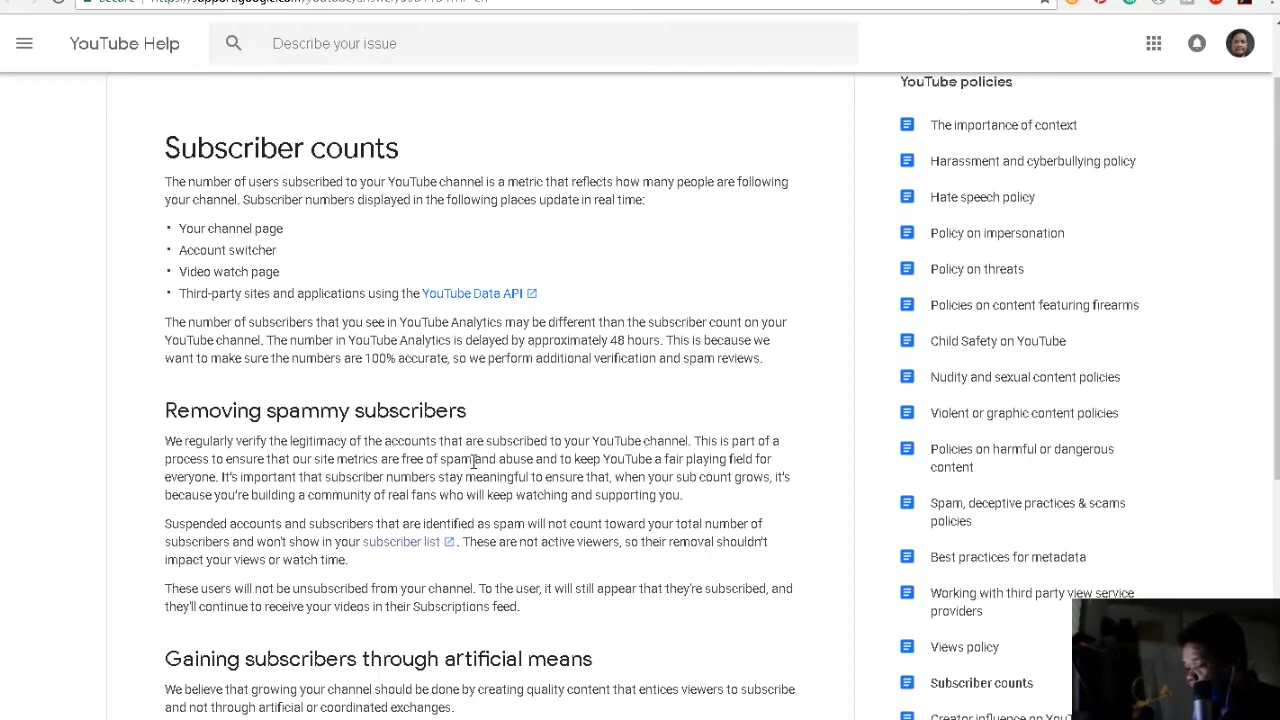 YouTube Help
Describe your issue
Subscriber counts
The number of users subscribed to your YouTube channel is a metric that reflects how many people are following
your channel. Subscriber numbers displayed in the following places update in real time:
• Your channel page
• Account switcher
• Video watch page
• Third-party sites and applications using the YouTube Data API
The number of subscribers that you see in YouTube Analytics may be different than the subscriber count on your
YouTube channel. The number in YouTube Analytics is delayed by approximately 48 hours. This is because we
want to make sure the numbers are 100% accurate, so we perform additional verification and spam reviews.
Removing spammy subscribers
We regularly verify the legitimacy of the accounts that are subscribed to your YouTube channel. This is part of a
process to ensure that our site metrics are free of spam and abuse and to keep YouTube a fair playing field for
everyone. It's important that subscriber numbers stay meaningful to ensure that, when your sub count grows, it's
because you're building a community of real fans who will keep watching and supporting you.
Suspended accounts and subscribers that are identified as spam will not count toward your total number of
subscribers and won't show in your subscriber list. These are not active viewers, so their removal shouldn't
impact your views or watch time.
These users will not be unsubscribed from your channel. To the user, it will still appear that they're subscribed, and
they'll continue to receive your videos in their Subscriptions feed.
Gaining subscribers through artificial means
We believe that growing your channel should be done by creating quality content that entices viewers to subscribe
and not through artificial or coordinated exchanges.
YouTube policies
The importance of context
Harassment and cyberbullying policy
Hate speech policy
Policy on impersonation
Policy on threats
Policies on content featuring firearms
Child Safety on YouTube
Nudity and sexual content policies
Violent or graphic content policies
Policies on harmful or dangerous
content
Spam, deceptive practices & scams
policies
Best practices for metadata
Working with third party view service
providers
Views policy
Subscriber counts
Creator influence on